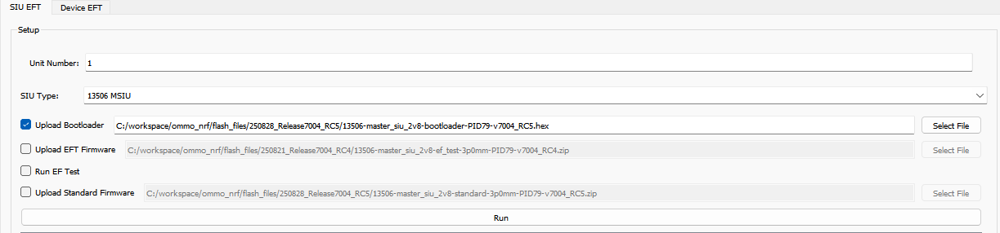 SIU EFT Device EFT
Setup
Unit Number: 1
SIU Type: 13506 MSIU
Upload Bootloader C:/workspace/ommo_nrf/flash_files/250828_Release7004_RC5/13506-master_siu_2v8-bootloader-PID79-v7004_RC5.hex Select File
Upload EFT Firmware C:/workspace/ommo_nrf/flash_files/250821_Release7004_RC4/13506-master_siu_2v8-ef_test-3p0mm-PID79-v7004_RC4.zip Select File
Run EF Test
Upload Standard Firmware C:/workspace/ommo_nrf/flash_files/250828_Release7004_RC5/13506-master_siu_2v8-standard-3p0mm-PID79-v7004_RC5.zip Select File
Run